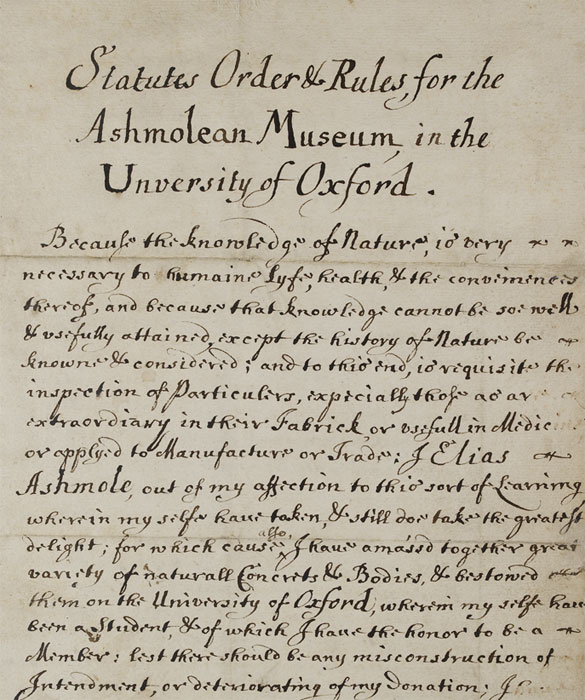 Statutes Order & Rules, for the
Ashmolean Museum, in the
Unversity of Oxford.
Because the knowledge of Nature, is very
necessary to humaine Lyfe, health, & the conveniences
thereof, and because that knowledge cannot be soe well
& usefully attained, except the history of Nature be
knowne & considered; and to this end, is requisite the
inspection of Particulers, expecially those as are
extraordinary in their Fabrick, or usefull in Medicin
or applyed to Manufacture or Trade: I Elias
Ashmole, out of my affection to this sort of Learning
wherein my selfe have taken, & still doe take the greatest
delight; for which cause also, I have amass'd together great
variety of naturall Concrets & Bodies, & bestowed
them on the University of Oxford, wherein my selfe have
been a Student, & of which I have the honor to be a
Member: lest there should be any misconstruction of
Intendment, or deteriorating of my donation; I